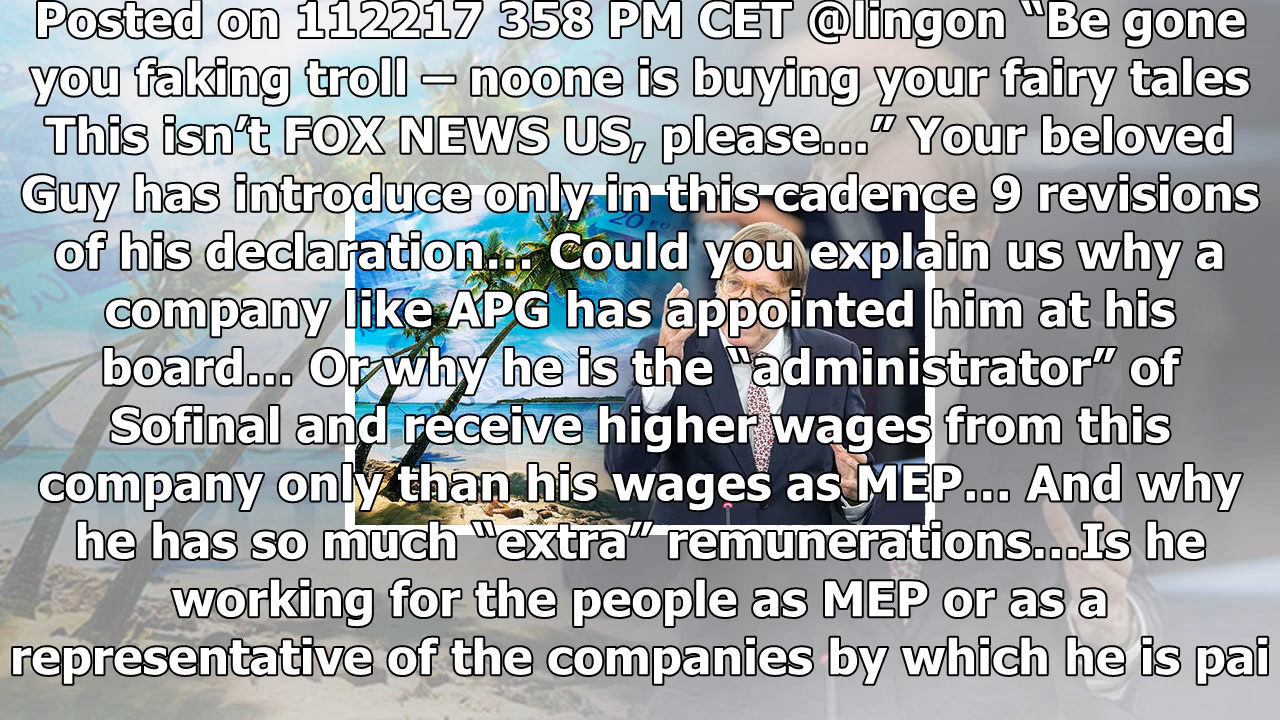 Posted on 112217 358 PM CET @lingon “Be gone
you faking troll – noone is buying your fairy tales
This isn’t FOX NEWS US, please…” Your beloved
Guy has introduce only in this cadence 9 revisions
of his declaration… Could you explain us why a
company like APG has appointed him at his
board… Or why he is the “administrator” of
Sofinal and receive higher wages from this
company only than his wages as MEP… And why
he has so much “extra” remunerations…Is he
working for the people as MEP or as a
representative of the companies by which he is pai